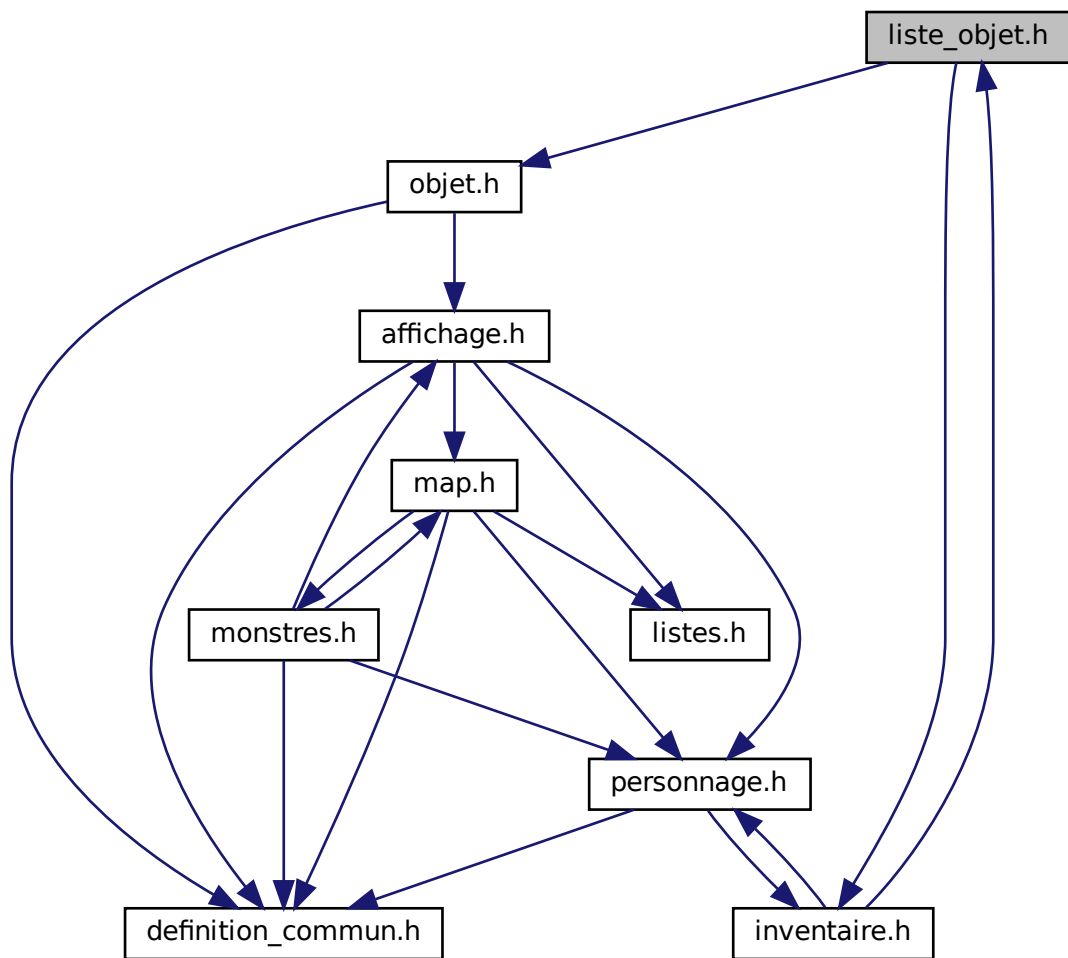 liste_objet.h
objet.h
affichage.h
map.h
monstres.h
listes.h
personnage.h
definition_commun.h
inventaire.h